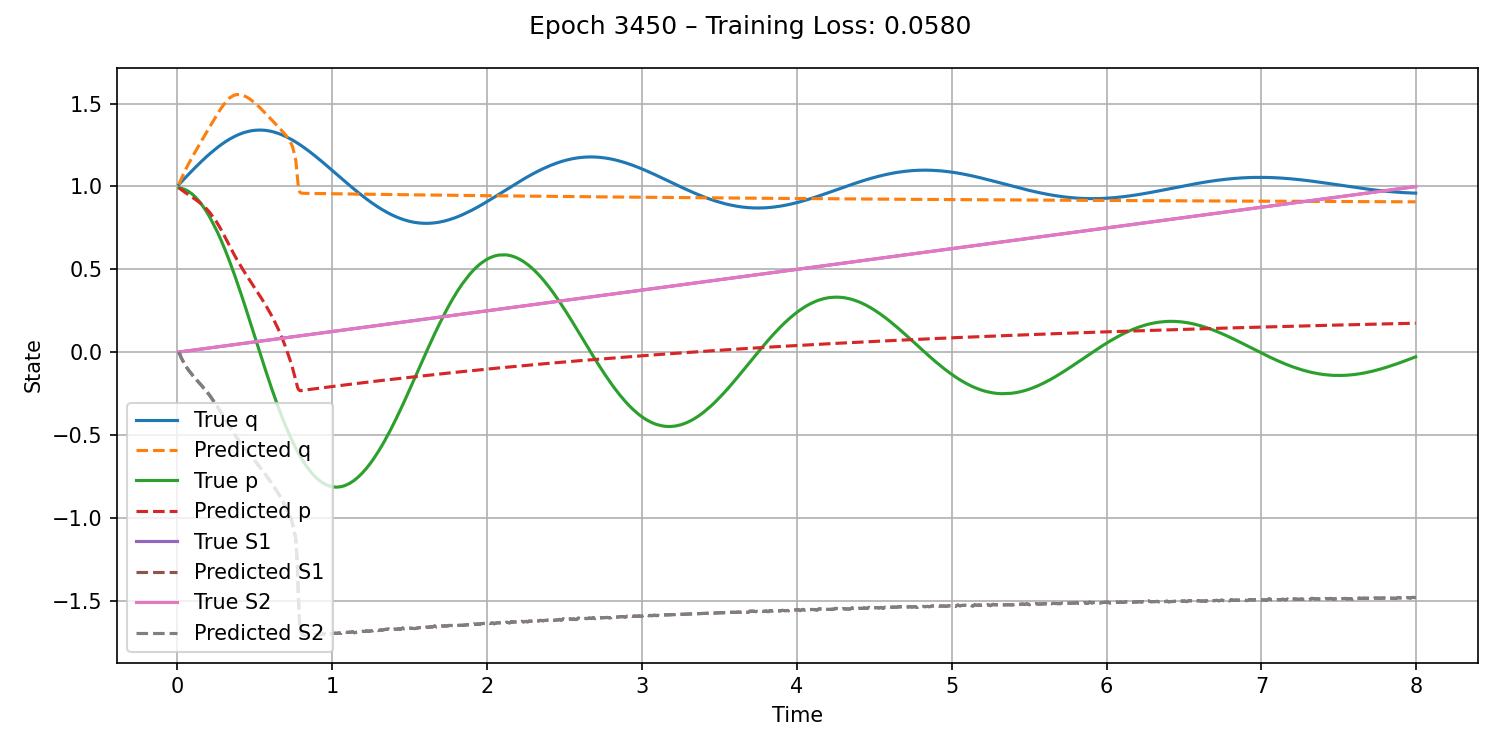 Epoch 3450 – Training Loss: 0.0580
1.5
1.0
0.5
0.0
−0.5
−1.0
−1.5
State
True q
Predicted q
True p
Predicted p
True S1
Predicted S1
True S2
Predicted S2
0 1 2 3 4 5 6 7 8
Time